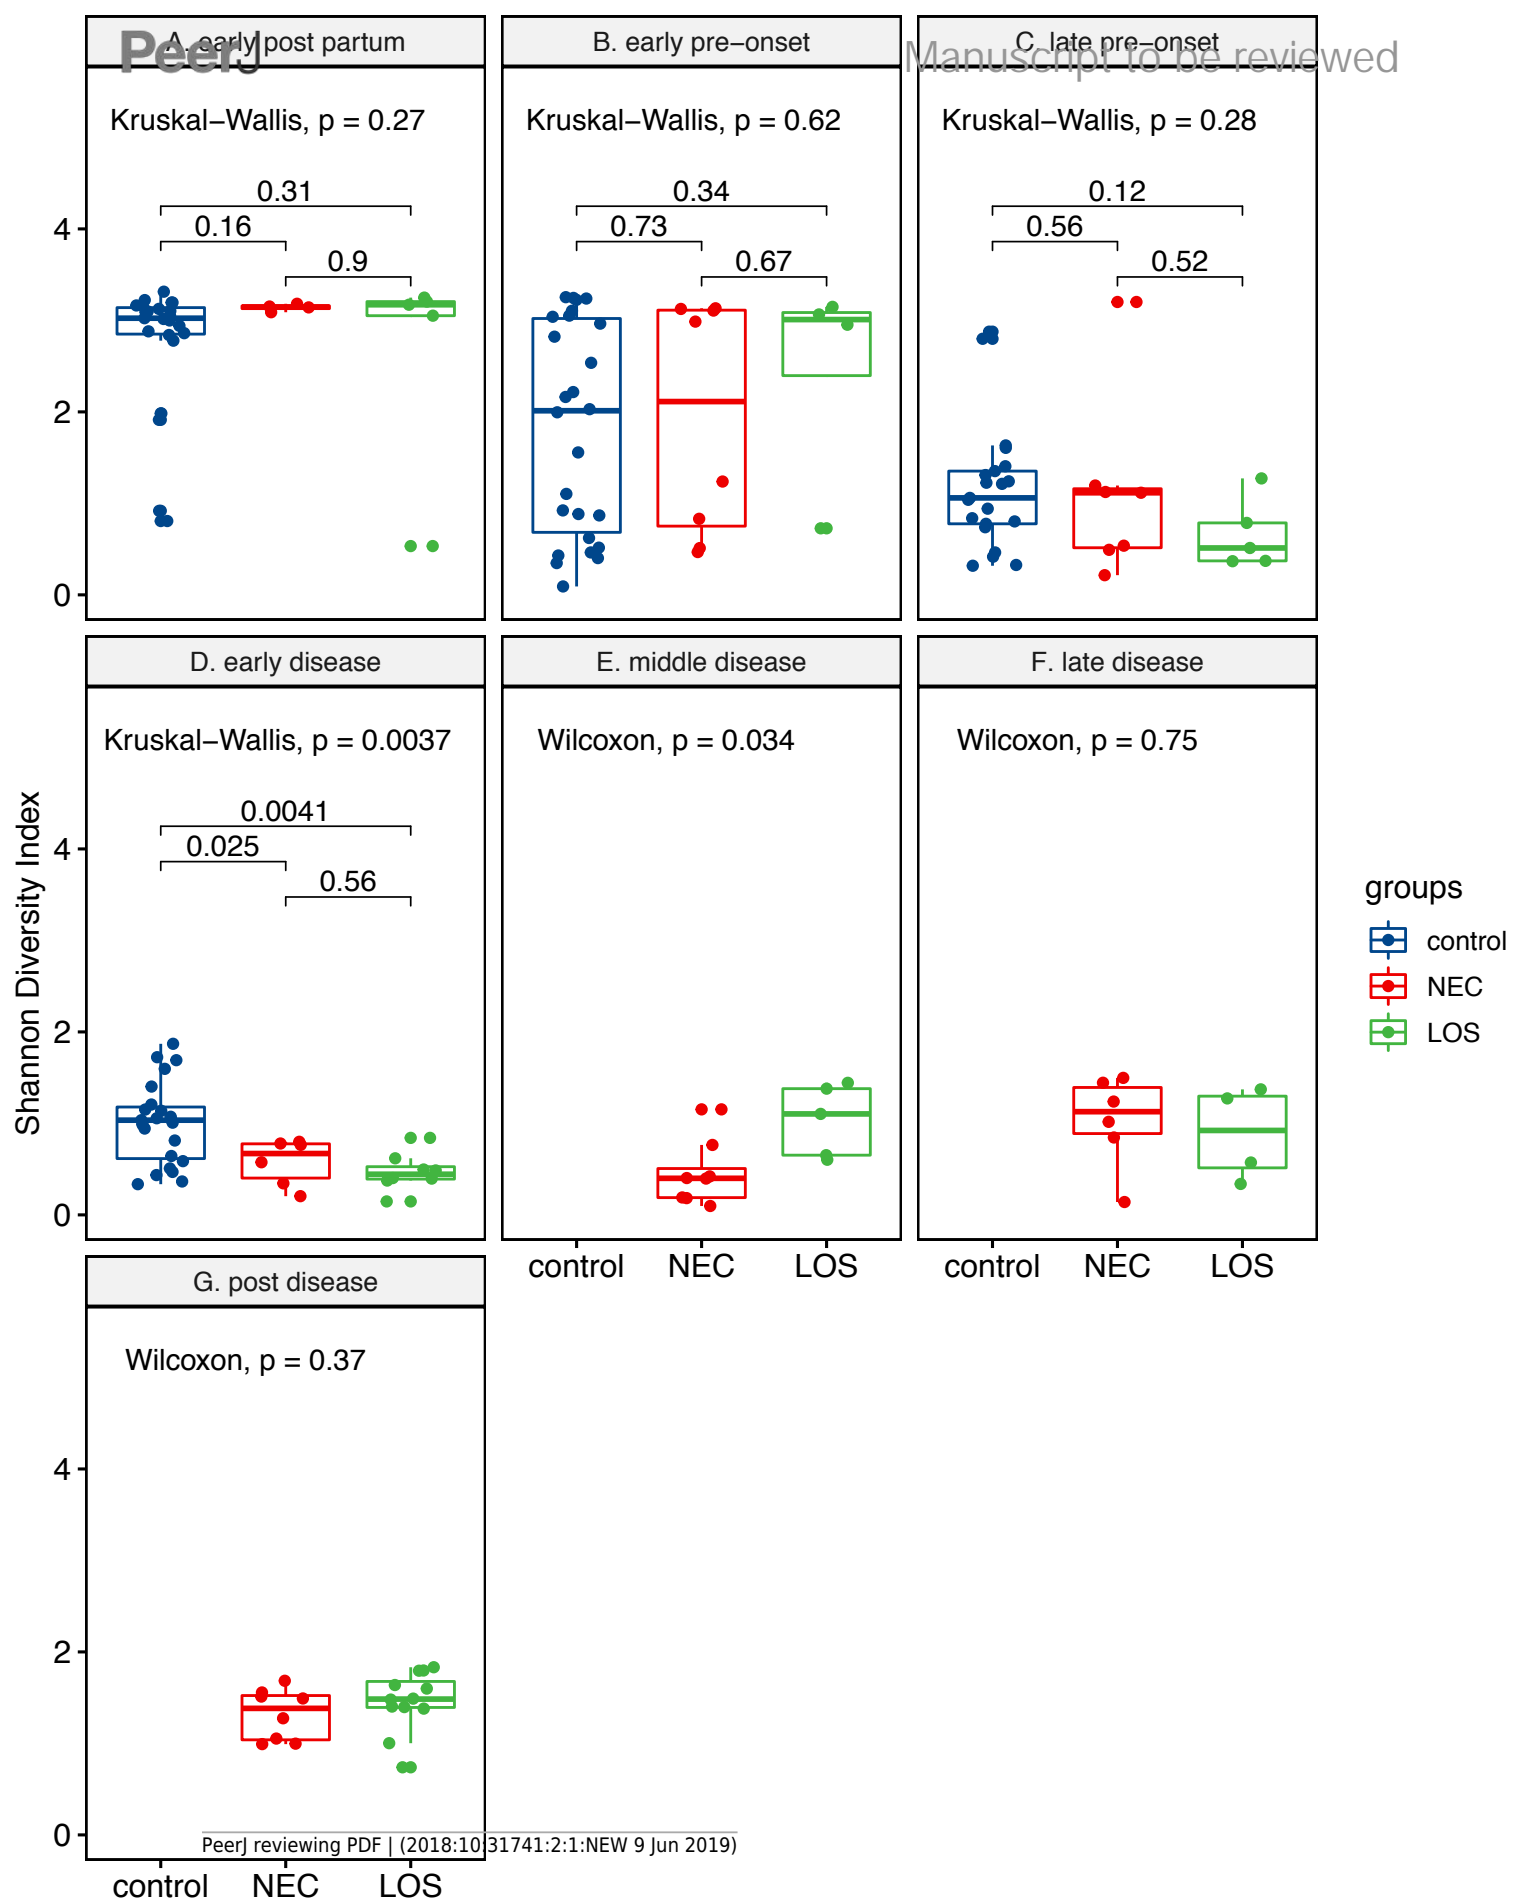 PeerJ
Manuscript to be reviewed
A. early post partum
B. early pre-onset
C. late pre-onset
Kruskal-Wallis, p = 0.27
Kruskal-Wallis, p = 0.62
Kruskal-Wallis, p = 0.28
0.31
0.16
0.9
0.34
0.73
0.67
0.12
0.56
0.52
4
2
0
D. early disease
E. middle disease
F. late disease
Kruskal-Wallis, p = 0.0037
Wilcoxon, p = 0.034
Wilcoxon, p = 0.75
0.0041
0.025
0.56
4
2
0
Shannon Diversity Index
groups
control
NEC
LOS
control NEC LOS
control NEC LOS
G. post disease
Wilcoxon, p = 0.37
4
2
0
PeerJ reviewing PDF | (2018:10:31741:2:1:NEW 9 Jun 2019)
control NEC LOS